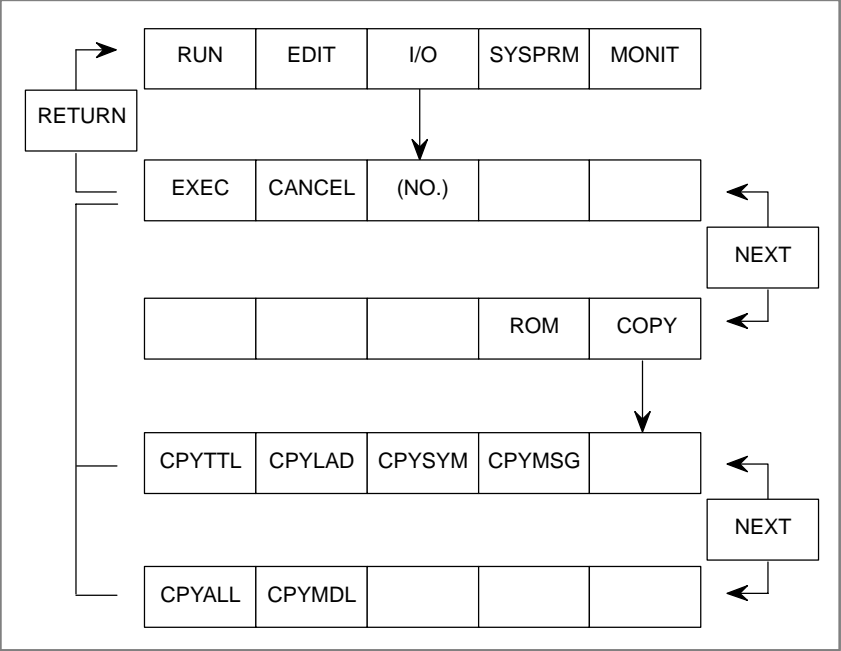 RUN EDIT I/O SYSPRM MONIT
RETURN
EXEC CANCEL (NO.)
NEXT
ROM COPY
CPYTTL CPYLAD CPYSYM CPYMSG
NEXT
CPYALL CPYMDL